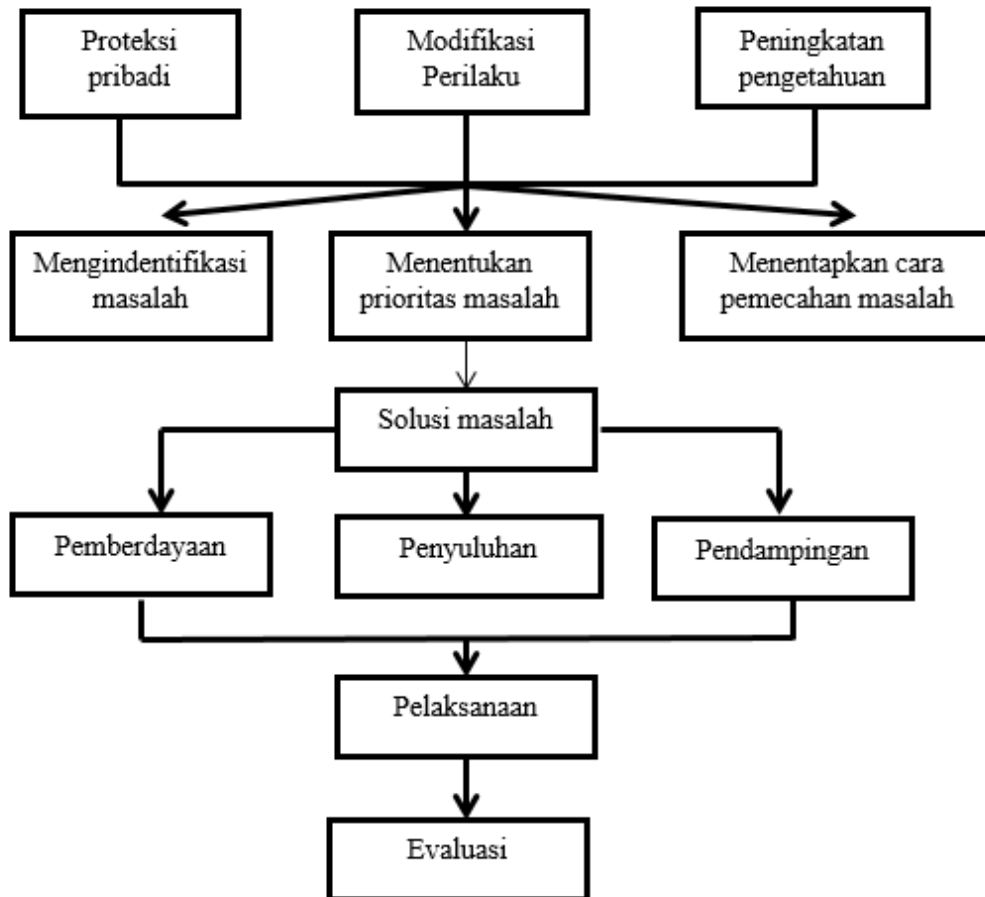 Proteksi
pribadi
Modifikasi
Perilaku
Peningkatan
pengetahuan
Mengindentifikasi
masalah
Menentukan
prioritas masalah
Menentapkan cara
pemecahan masalah
Solusi masalah
Pemberdayaan
Penyuluhan
Pendampingan
Pelaksanaan
Evaluasi